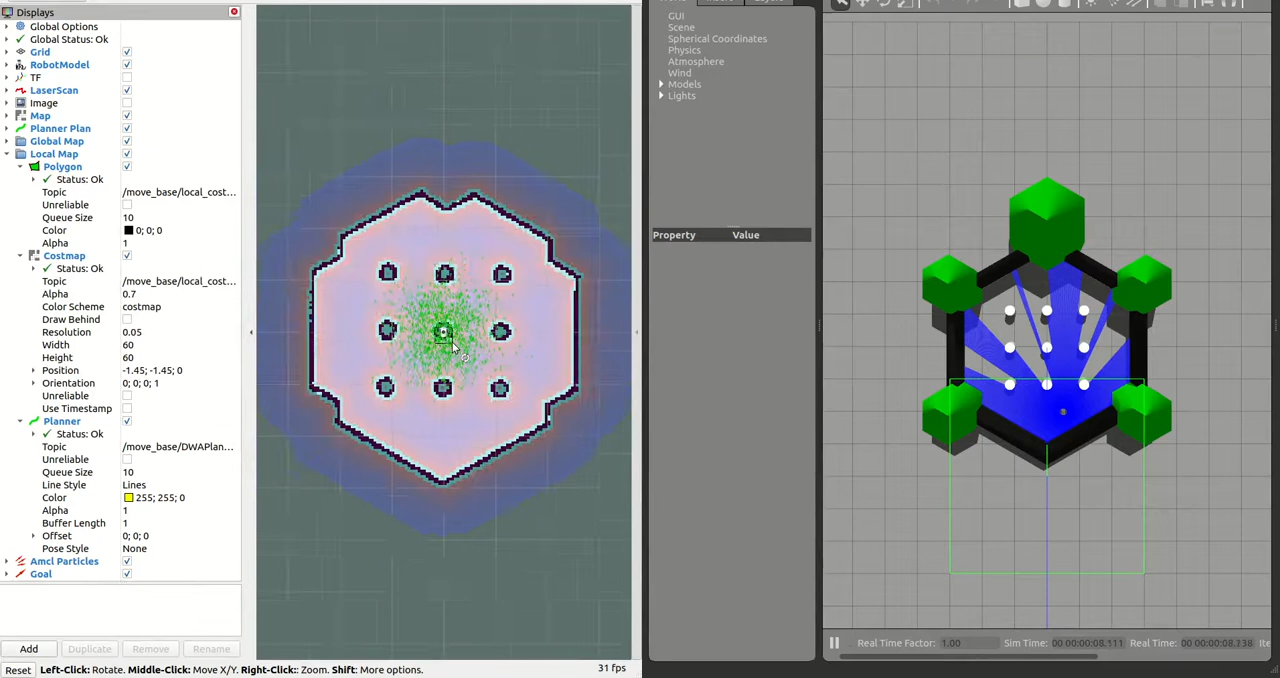 Displays
Global Options
Global Status: Ok
Grid
RobotModel
TF
LaserScan
Image
Map
Planner Plan
Global Map
Local Map
Polygon
Status: Ok
Topic /move_base/local_cost...
Unreliable
Queue Size 10
Color 0; 0; 0
Alpha 1
Costmap
Status: Ok
Topic /move_base/local_cost...
Alpha 0.7
Color Scheme costmap
Draw Behind
Resolution 0.05
Width 60
Height 60
Position -1.45; -1.45; 0
Orientation 0; 0; 0; 1
Unreliable
Use Timestamp
Planner
Status: Ok
Topic /move_base/DWAPlan...
Unreliable
Queue Size 10
Line Style Lines
Color 255; 255; 0
Alpha 1
Buffer Length 1
Offset 0; 0; 0
Pose Style None
Amcl Particles
Goal
Add Duplicate Remove Rename
Reset Left-Click: Rotate. Middle-Click: Move X/Y. Right-Click: Zoom. Shift: More options. 31 fps
GUI
Scene
Spherical Coordinates
Physics
Atmosphere
Wind
Models
Lights
Property Value
Real Time Factor: 1.00 Sim Time: 00 00:00:08.111 Real Time: 00 00:00:08.138